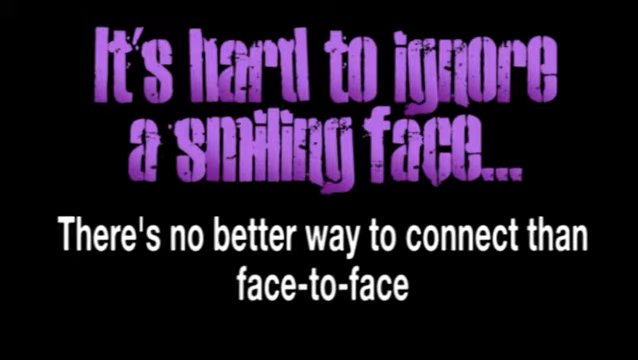 It's hard to ignore
a smiling face...
There's no better way to connect than
face-to-face